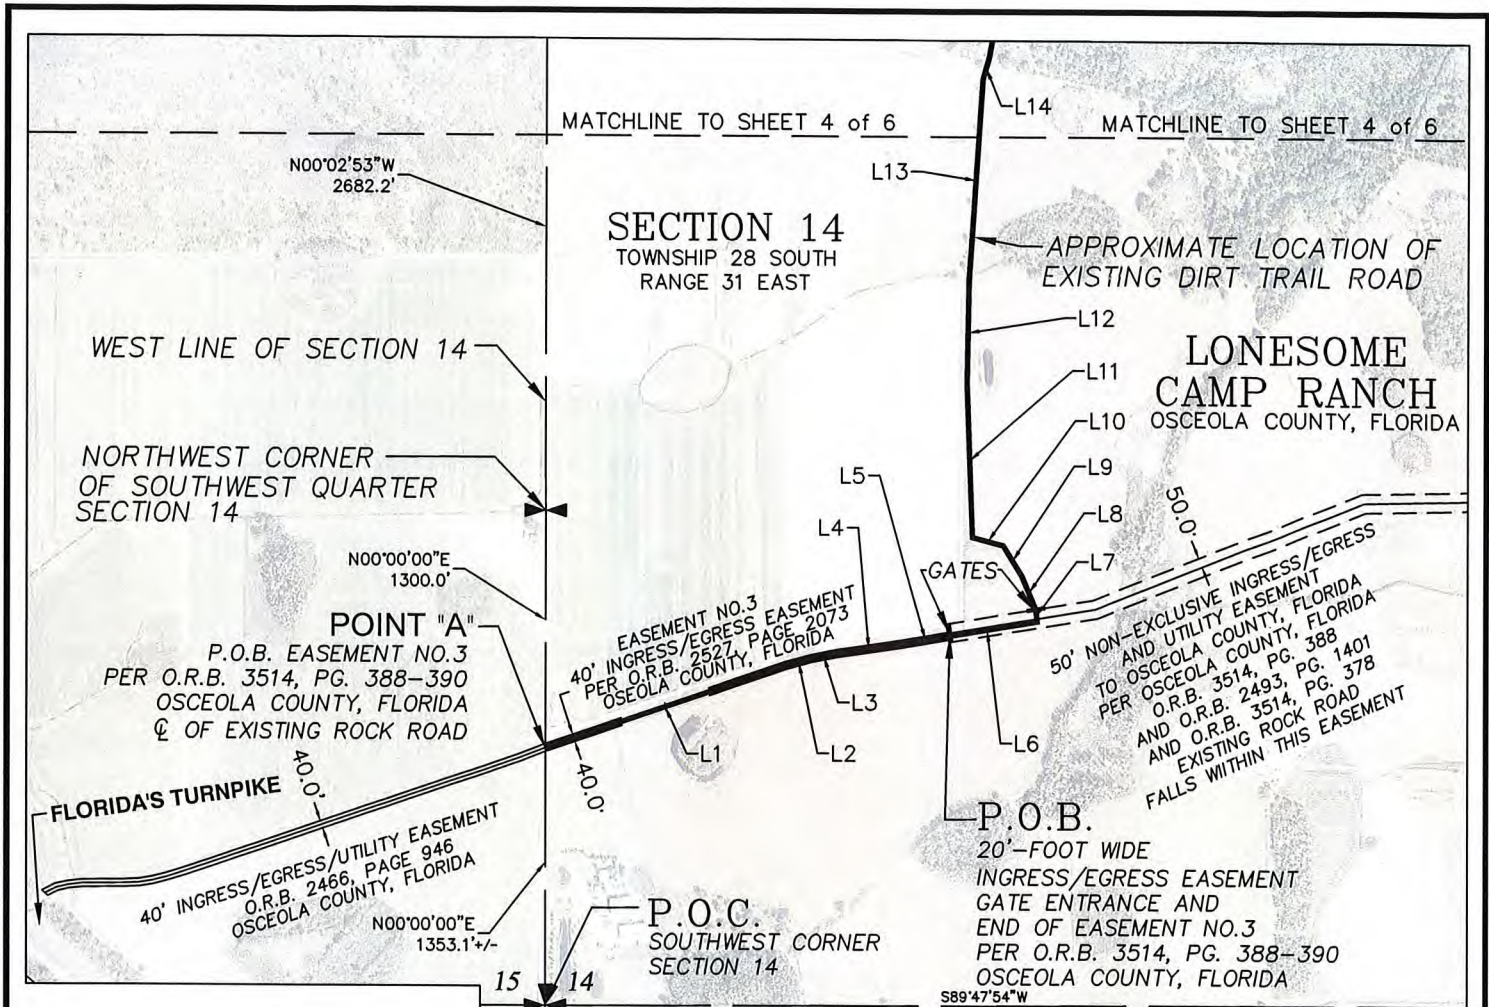 L14
MATCHLINE TO SHEET 4 of 6
MATCHLINE TO SHEET 4 of 6
N00°02'53"W
2682.2'
L13
SECTION 14
TOWNSHIP 28 SOUTH
RANGE 31 EAST
APPROXIMATE LOCATION OF
EXISTING DIRT TRAIL ROAD
L12
WEST LINE OF SECTION 14
LONESOME
CAMP RANCH
OSCEOLA COUNTY, FLORIDA
L11
L10
NORTHWEST CORNER
OF SOUTHWEST QUARTER
SECTION 14
L9
L5
L8
50.0'
L4
L7
GATES
N00°00'00"E
1300.0'
POINT "A"
P.O.B. EASEMENT NO.3
PER O.R.B. 3514, PG. 388-390
OSCEOLA COUNTY, FLORIDA
℄ OF EXISTING ROCK ROAD
EASEMENT NO.3
40' INGRESS/EGRESS EASEMENT
PER O.R.B. 2527, PAGE 2073
OSEOLA COUNTY, FLORIDA
50' NON-EXCLUSIVE INGRESS/EGRESS
AND UTILITY EASEMENT
TO OSCEOLA COUNTY, FLORIDA
PER OSCEOLA COUNTY, FLORIDA
O.R.B. 3514, PG. 388
AND O.R.B. 2493, PG. 1401
AND O.R.B. 3514, PG. 378
EXISTING ROCK ROAD
FALLS WITHIN THIS EASEMENT
L3
L6
L1
L2
40.0'
40.0'
FLORIDA'S TURNPIKE
40' INGRESS/EGRESS/UTILITY EASEMENT
O.R.B. 2466, PAGE 946
OSCEOLA COUNTY, FLORIDA
P.O.B.
20'-FOOT WIDE
INGRESS/EGRESS EASEMENT
GATE ENTRANCE AND
END OF EASEMENT NO.3
PER O.R.B. 3514, PG. 388-390
OSCEOLA COUNTY, FLORIDA
N00°00'00"E
1353.1'+/-
P.O.C.
SOUTHWEST CORNER
SECTION 14
15 14
S89°47'54"W